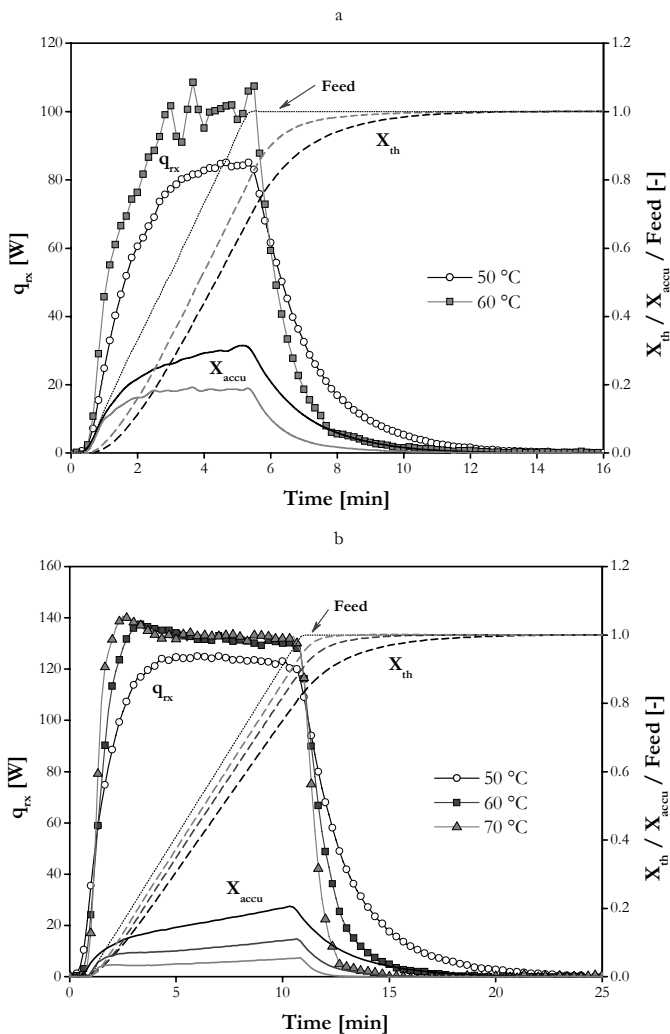 a
120
100
80
60
40
20
0
q_rx [W]
1.2
1.0
0.8
0.6
0.4
0.2
0.0
X_th / X_accu / Feed [-]
Feed
q_rx
X_th
50 °C
60 °C
X_accu
0 2 4 6 8 10 12 14 16
Time [min]
b
160
140
120
100
80
60
40
20
0
q_rx [W]
1.2
1.0
0.8
0.6
0.4
0.2
0.0
X_th / X_accu / Feed [-]
Feed
q_rx
X_th
50 °C
60 °C
70 °C
X_accu
0 5 10 15 20 25
Time [min]